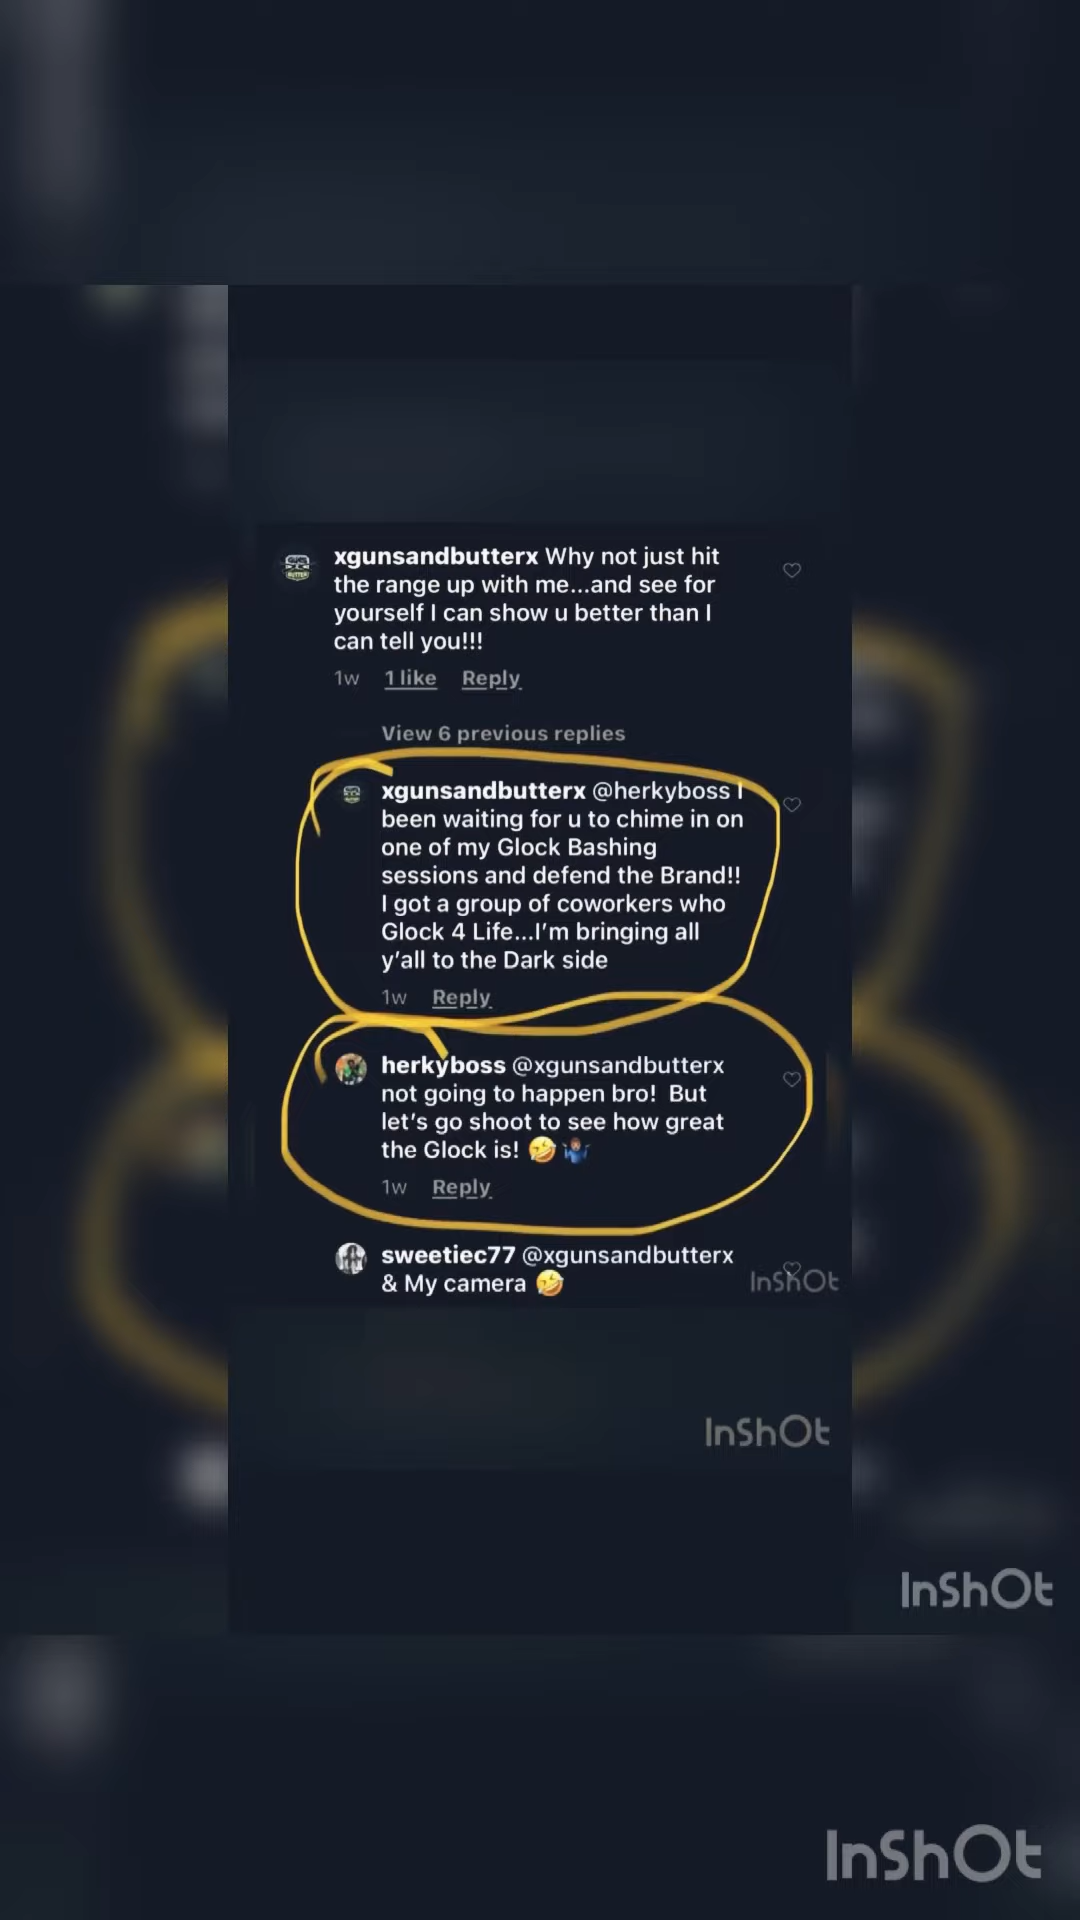 xgunsandbutterx Why not just hit
the range up with me...and see for
yourself I can show u better than I
can tell you!!!
1w 1 like Reply
View 6 previous replies
xgunsandbutterx @herkyboss I
been waiting for u to chime in on
one of my Glock Bashing
sessions and defend the Brand!!
I got a group of coworkers who
Glock 4 Life...I'm bringing all
y'all to the Dark side
1w Reply
herkyboss @xgunsandbutterx
not going to happen bro! But
let's go shoot to see how great
the Glock is! 🤣 🤷🏽‍♂️
1w Reply
sweetiec77 @xgunsandbutterx
& My camera 🤣
InShOt
InShOt
InShOt
InShOt